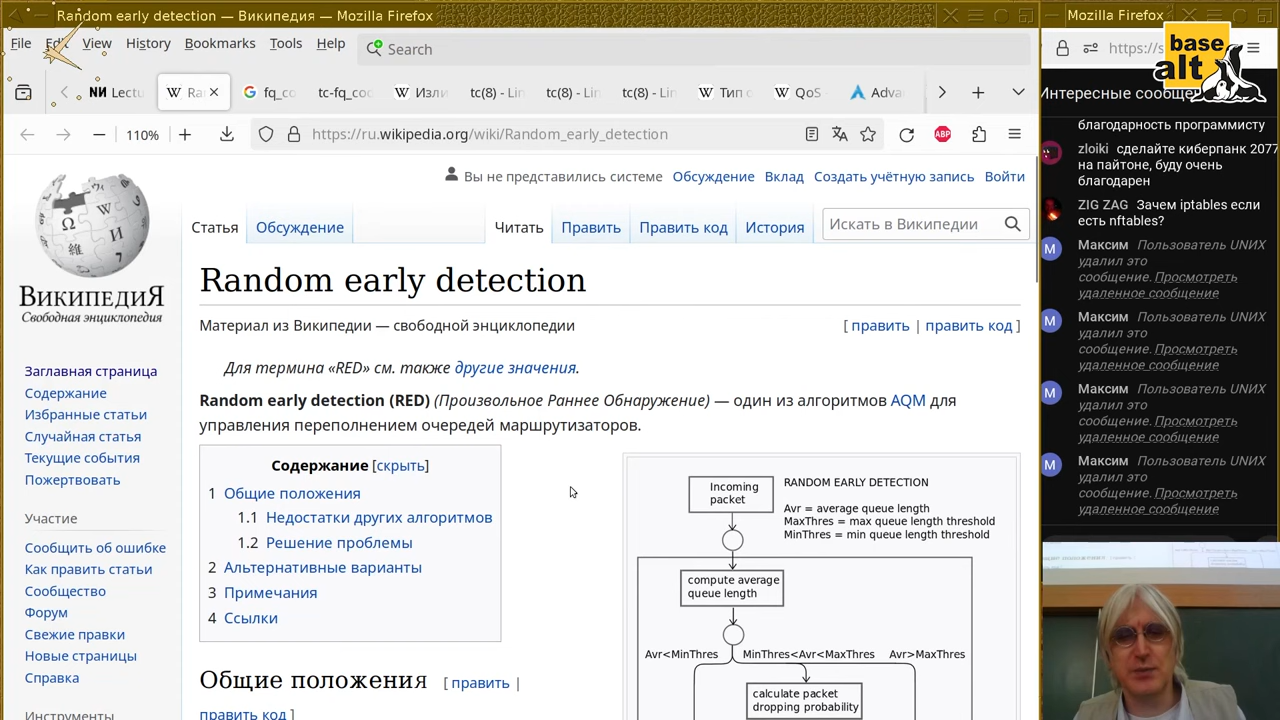 Random early detection — Википедия — Mozilla Firefox
File
View
History
Bookmarks
Tools
Help
Search
Lectu
fq_co
tc-fq_coo
Изли
tc(8) - Lin
tc(8) - Lin
tc(8) - Lin
Тип о
QoS
Adva
110%
https://ru.wikipedia.org/wiki/Random_early_detection
ABP
Вы не представились системе
Обсуждение
Вклад
Создать учётную запись
Войти
Статья
Обсуждение
Читать
Править
Править код
История
Искать в Википедии
ВИКИПЕДИЯ
Свободная энциклопедия
Random early detection
Материал из Википедии — свободной энциклопедии
[ править | править код ]
Для термина «RED» см. также другие значения.
Random early detection (RED) (Произвольное Раннее Обнаружение) — один из алгоритмов AQM для
управления переполнением очередей маршрутизаторов.
Содержание [скрыть]
1 Общие положения
1.1 Недостатки других алгоритмов
1.2 Решение проблемы
2 Альтернативные варианты
3 Примечания
4 Ссылки
Общие положения
[ править |
править код ]
Заглавная страница
Содержание
Избранные статьи
Случайная статья
Текущие события
Пожертвовать
Участие
Сообщить об ошибке
Как править статьи
Сообщество
Форум
Свежие правки
Новые страницы
Справка
Инструменты
Incoming
packet
RANDOM EARLY DETECTION
Avr = average queue length
MaxThres = max queue length threshold
MinThres = min queue length threshold
compute average
queue length
Avr<MinThres
MinThres<Avr<MaxThres
Avr>MaxThres
calculate packet
dropping probability
Mozilla Firefox
https://s
base
alt
Интересные сообщ
благодарность программисту
zloiki сделайте киберпанк 2077
на пайтоне, буду очень
благодарен
ZIG ZAG Зачем iptables если
есть nftables?
М
Максим Пользователь UNИX
удалил это
сообщение. Просмотреть
удаленное сообщение
М
Максим Пользователь UNИX
удалил это
сообщение. Просмотреть
удаленное сообщение
М
Максим Пользователь UNИX
удалил это
сообщение. Просмотреть
удаленное сообщение
М
Максим Пользователь UNИX
удалил это
сообщение. Просмотреть
удаленное сообщение